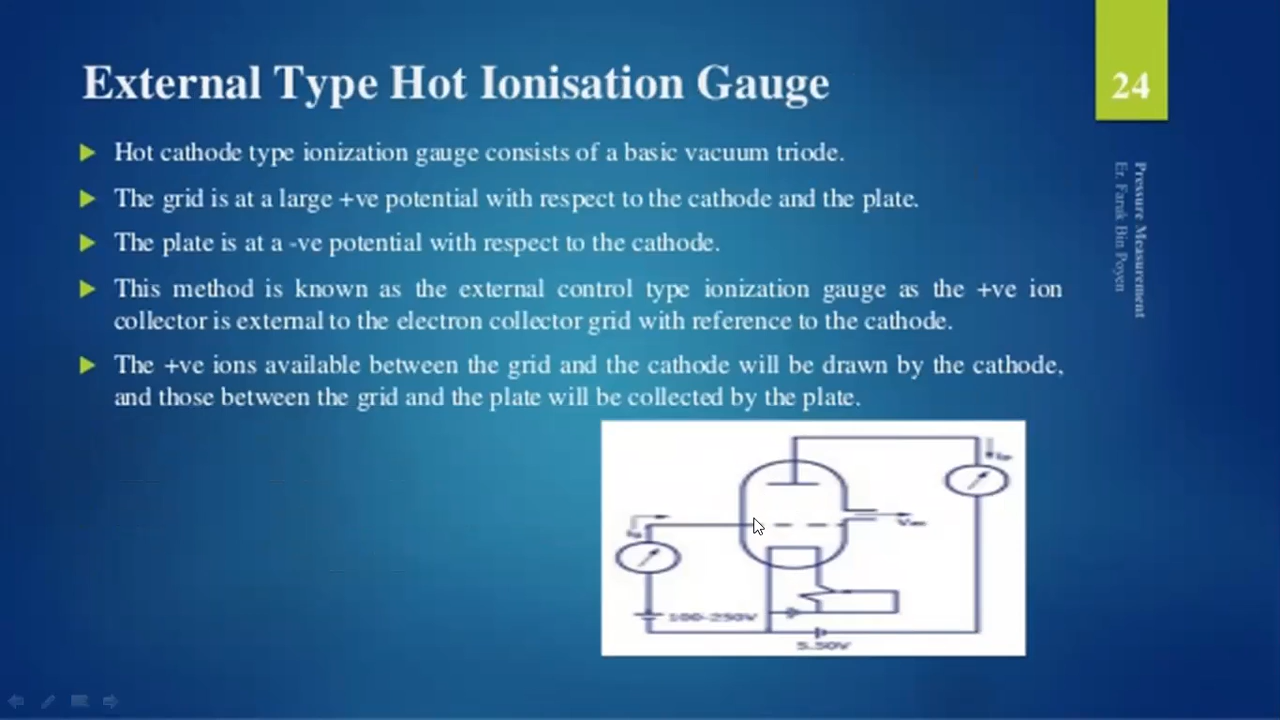 External Type Hot Ionisation Gauge
24
Hot cathode type ionization gauge consists of a basic vacuum triode.
The grid is at a large +ve potential with respect to the cathode and the plate.
The plate is at a -ve potential with respect to the cathode.
This method is known as the external control type ionization gauge as the +ve ion
collector is external to the electron collector grid with reference to the cathode.
The +ve ions available between the grid and the cathode will be drawn by the cathode,
and those between the grid and the plate will be collected by the plate.
Pressure Measurement
Er. Faruk Bin Poyen
100-250V
5.50V